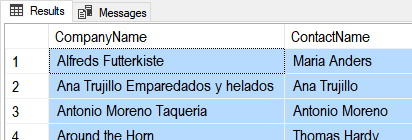 Results Messages
CompanyName ContactName
1 Alfreds Futterkiste Maria Anders
2 Ana Trujillo Emparedados y helados Ana Trujillo
3 Antonio Moreno Taquería Antonio Moreno
4 Around the Horn Thomas Hardy